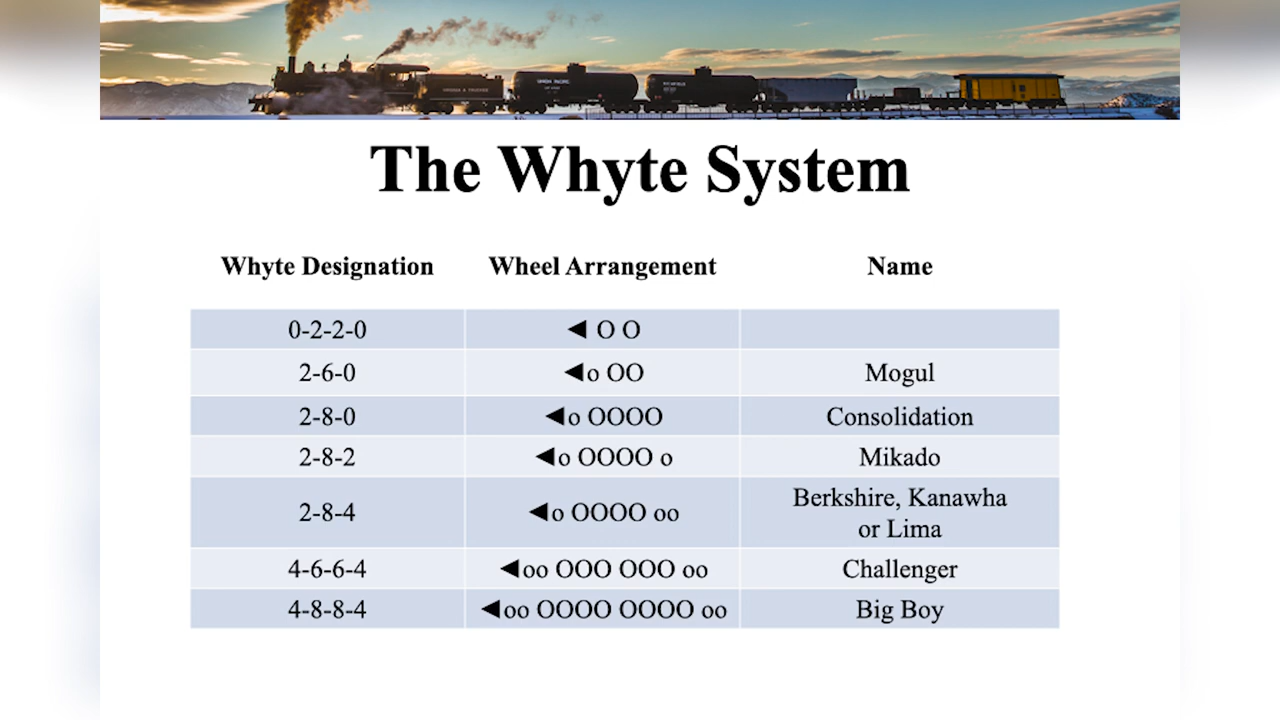 UNION PACIFIC
The Whyte System
Whyte Designation Wheel Arrangement Name
0-2-2-0 ◄ O O
2-6-0 ◄o OO Mogul
2-8-0 ◄o OOOO Consolidation
2-8-2 ◄o OOOO o Mikado
2-8-4 ◄o OOOO oo Berkshire, Kanawha
or Lima
4-6-6-4 ◄oo OOO OOO oo Challenger
4-8-8-4 ◄oo OOOO OOOO oo Big Boy